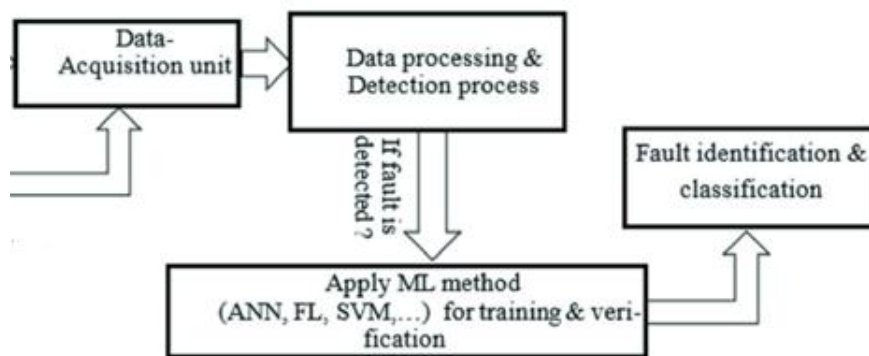 Data-
Acquisition unit
Data processing &
Detection process
If fault is
detected ?
Apply ML method
(ANN, FL, SVM,…) for training & veri-
fication
Fault identification &
classification